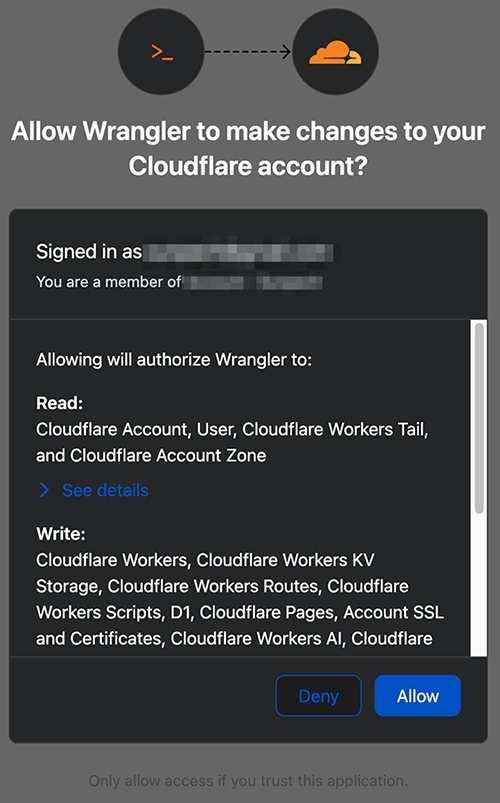 >_
Allow Wrangler to make changes to your
Cloudflare account?
Signed in as
You are a member of
Allowing will authorize Wrangler to:
Read:
Cloudflare Account, User, Cloudflare Workers Tail,
and Cloudflare Account Zone
See details
Write:
Cloudflare Workers, Cloudflare Workers KV
Storage, Cloudflare Workers Routes, Cloudflare
Workers Scripts, D1, Cloudflare Pages, Account SSL
and Certificates, Cloudflare Workers AI, Cloudflare
Deny Allow
Only allow access if you trust this application.